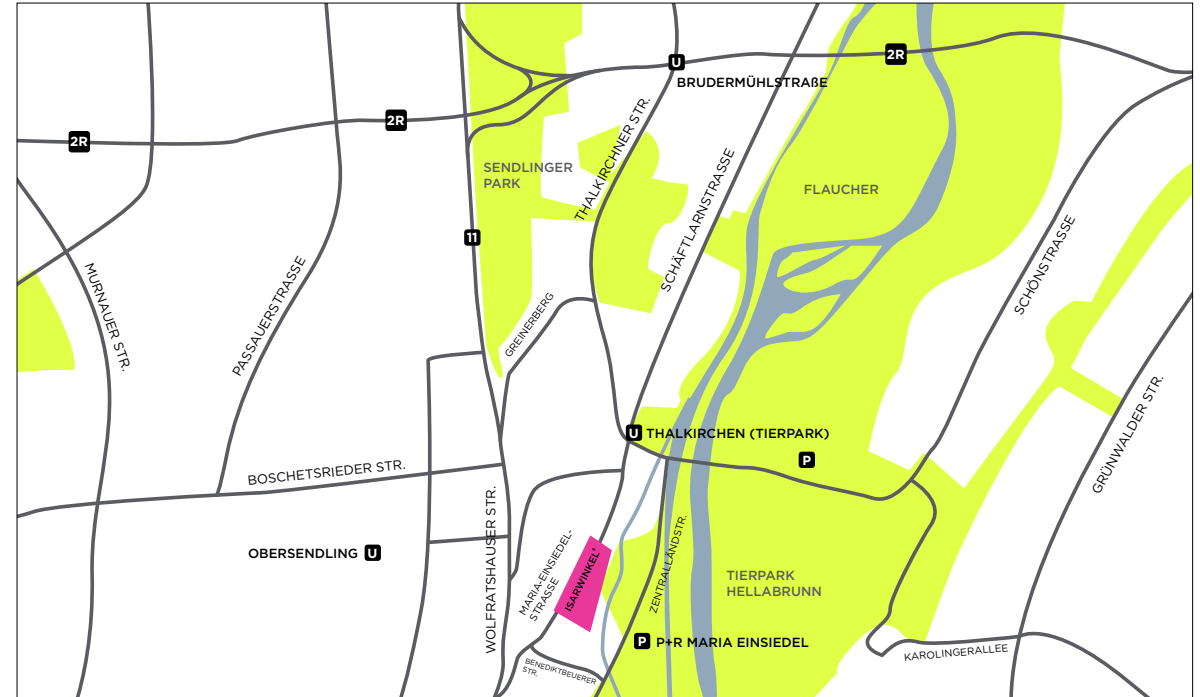 2R
U
BRUDERMÜHLSTRAßE
2R
2R
THALKIRCHNER STR.
SENDLINGER
PARK
SCHÄFTLARNSTRASSE
FLAUCHER
11
MURNAUER STR.
PASSAUERSTRASSE
SCHÖNSTRASSE
GREINERBERG
U THALKIRCHEN (TIERPARK)
P
GRÜNWALDER STR.
BOSCHETSRIEDER STR.
WOLFRATSHAUSER STR.
OBERSENDLING U
MARIA-EINSIEDEL-
STRASSE
ISARWINKEL°
ZENTRALLÄNDSTR.
TIERPARK
HELLABRUNN
P P+R MARIA EINSIEDEL
KAROLINGERALLEE
BENEDIKTBEUERER
STR.